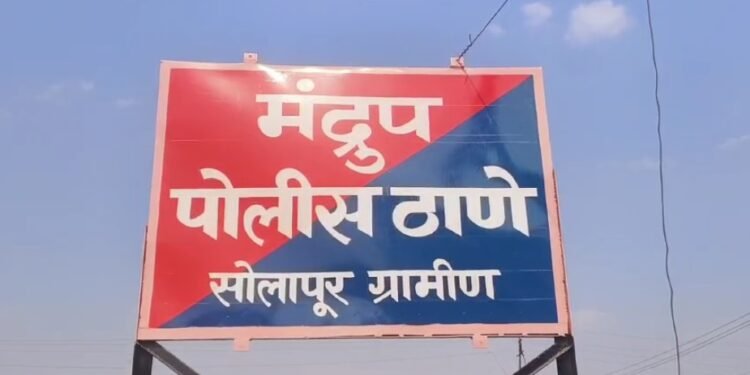 मंद्रुप
पोलीस ठाणे
सोलापूर ग्रामीण